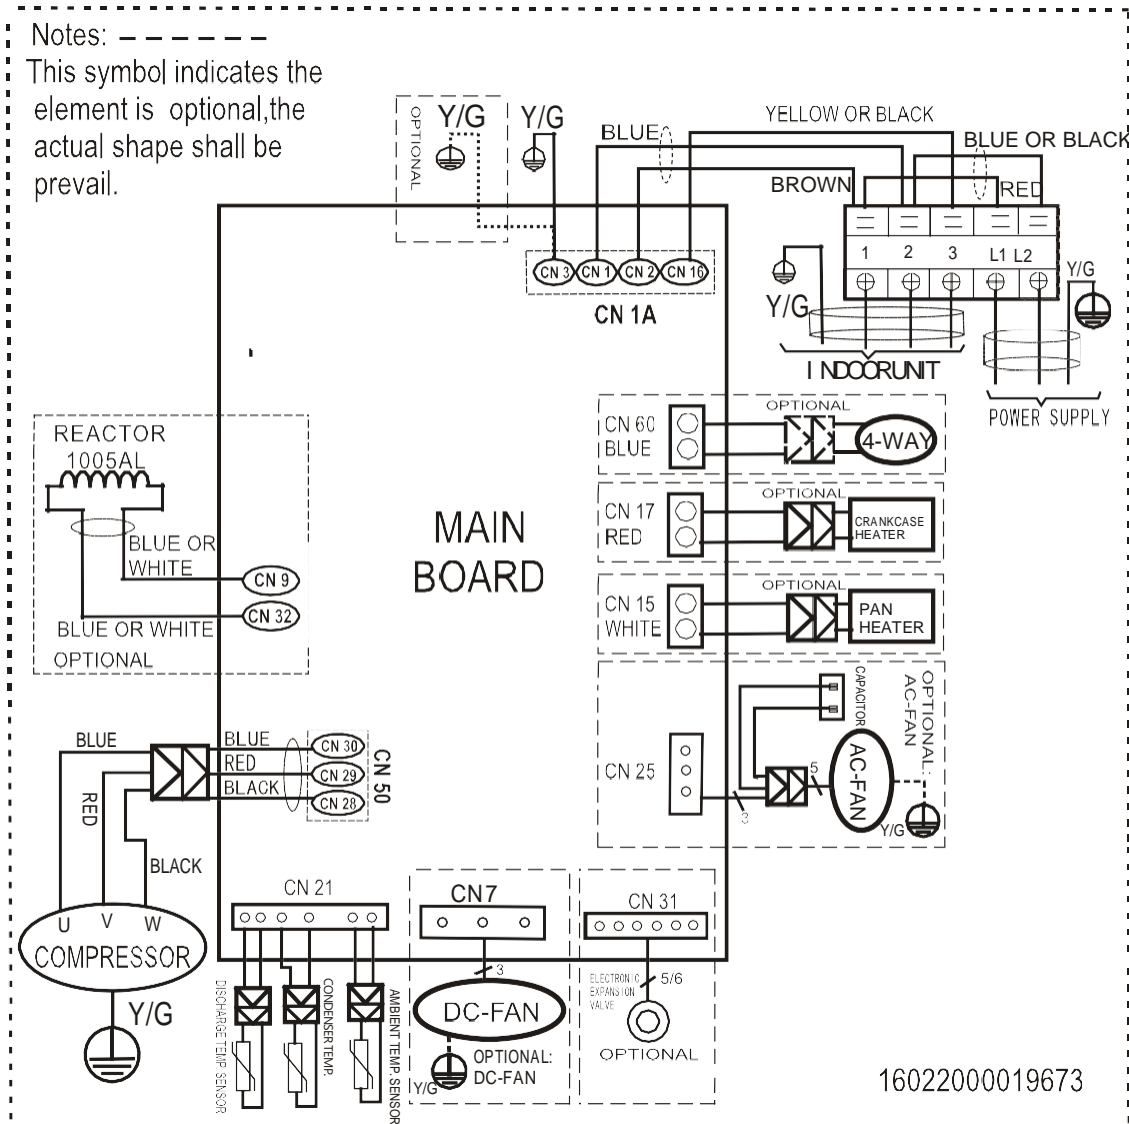 Notes:
This symbol indicates the
element is optional,the
actual shape shall be
prevail.
OPTIONAL
Y/G
Y/G
BLUE
YELLOW OR BLACK
BLUE OR BLACK
BROWN
RED
CN 3
CN 1
CN 2
CN 16
CN 1A
1
2
3
L1
L2
Y/G
Y/G
INDOORUNIT
POWER SUPPLY
REACTOR
1005AL
BLUE OR
WHITE
CN 9
CN 32
BLUE OR WHITE
OPTIONAL
MAIN
BOARD
CN 60
BLUE
OPTIONAL
4-WAY
CN 17
RED
OPTIONAL
CRANKCASE
HEATER
CN 15
WHITE
OPTIONAL
PAN
HEATER
CN 25
3
5
CAPACITOR
AC-FAN
OPTIONAL:
AC-FAN
Y/G
BLUE
RED
BLACK
BLUE
RED
BLACK
CN 30
CN 29
CN 28
CN 50
U
V
W
COMPRESSOR
Y/G
CN 21
DISCHARGE TEMP. SENSOR
CONDENSER TEMP.
AMBIENT TEMP. SENSOR
CN7
3
DC-FAN
Y/G
OPTIONAL:
DC-FAN
CN 31
5/6
ELECTRONIC
EXPANSION
VALVE
OPTIONAL
16022000019673